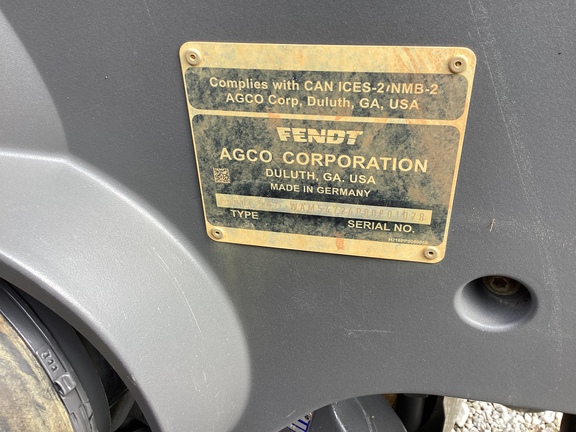 Complies with CAN ICES-2/NMB-2
AGCO Corp, Duluth, GA, USA
FENDT
AGCO CORPORATION
DULUTH, GA. USA
MADE IN GERMANY
TYPE SERIAL NO.